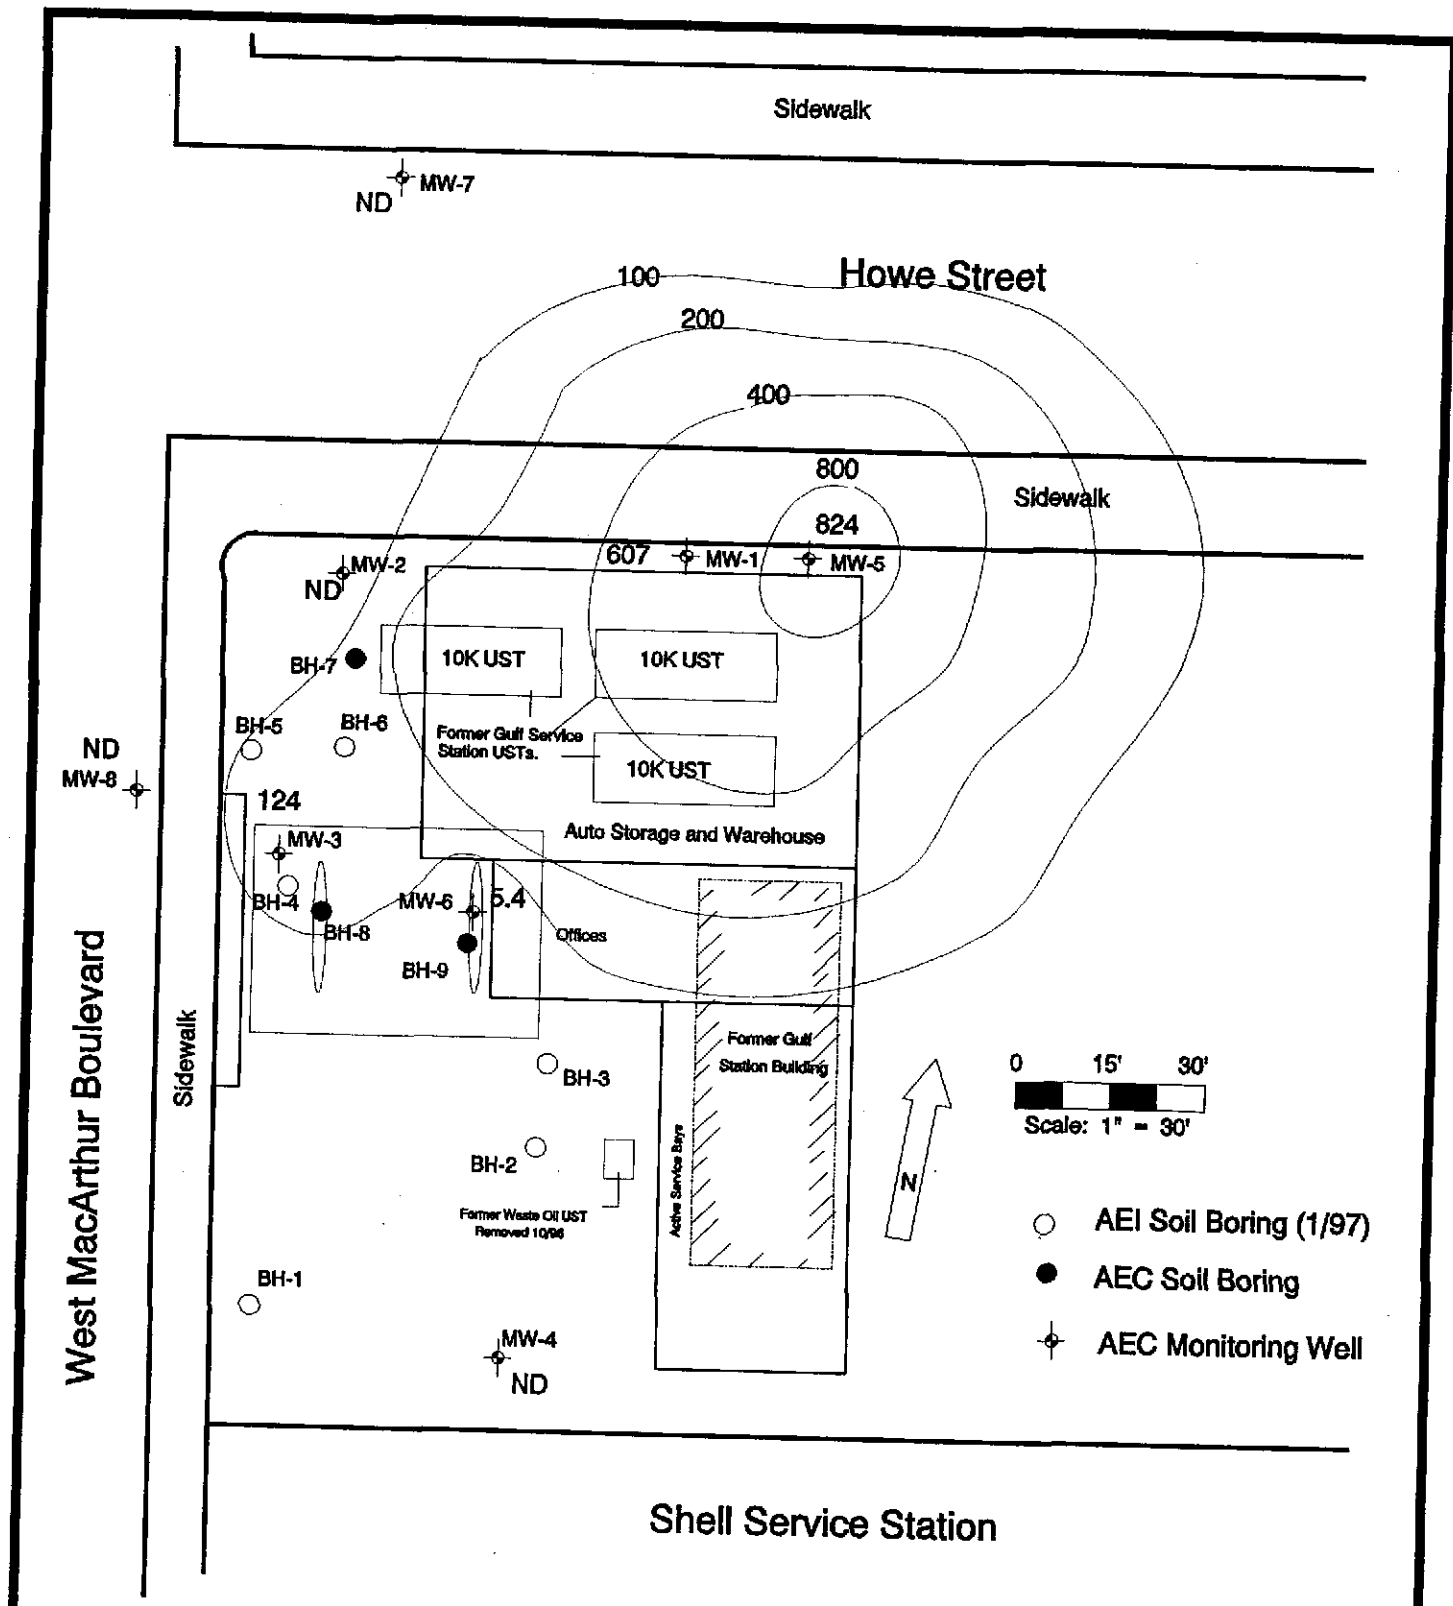 Sidewalk
MW-7
ND
Howe Street
100
200
400
800
Sidewalk
824
607
MW-1
MW-5
MW-2
ND
BH-7
10K UST
10K UST
BH-5
BH-6
Former Gulf Service
Station USTs.
ND
MW-8
10K UST
124
Auto Storage and Warehouse
MW-3
BH-4
MW-6
5.4
BH-8
Offices
BH-9
West MacArthur Boulevard
Sidewalk
Former Gulf
Station Building
BH-3
0 15' 30'
Scale: 1" = 30'
BH-2
Active Service Bays
N
Former Waste Oil UST
Removed 10/96
AEI Soil Boring (1/97)
BH-1
AEC Soil Boring
MW-4
ND
AEC Monitoring Well
Shell Service Station